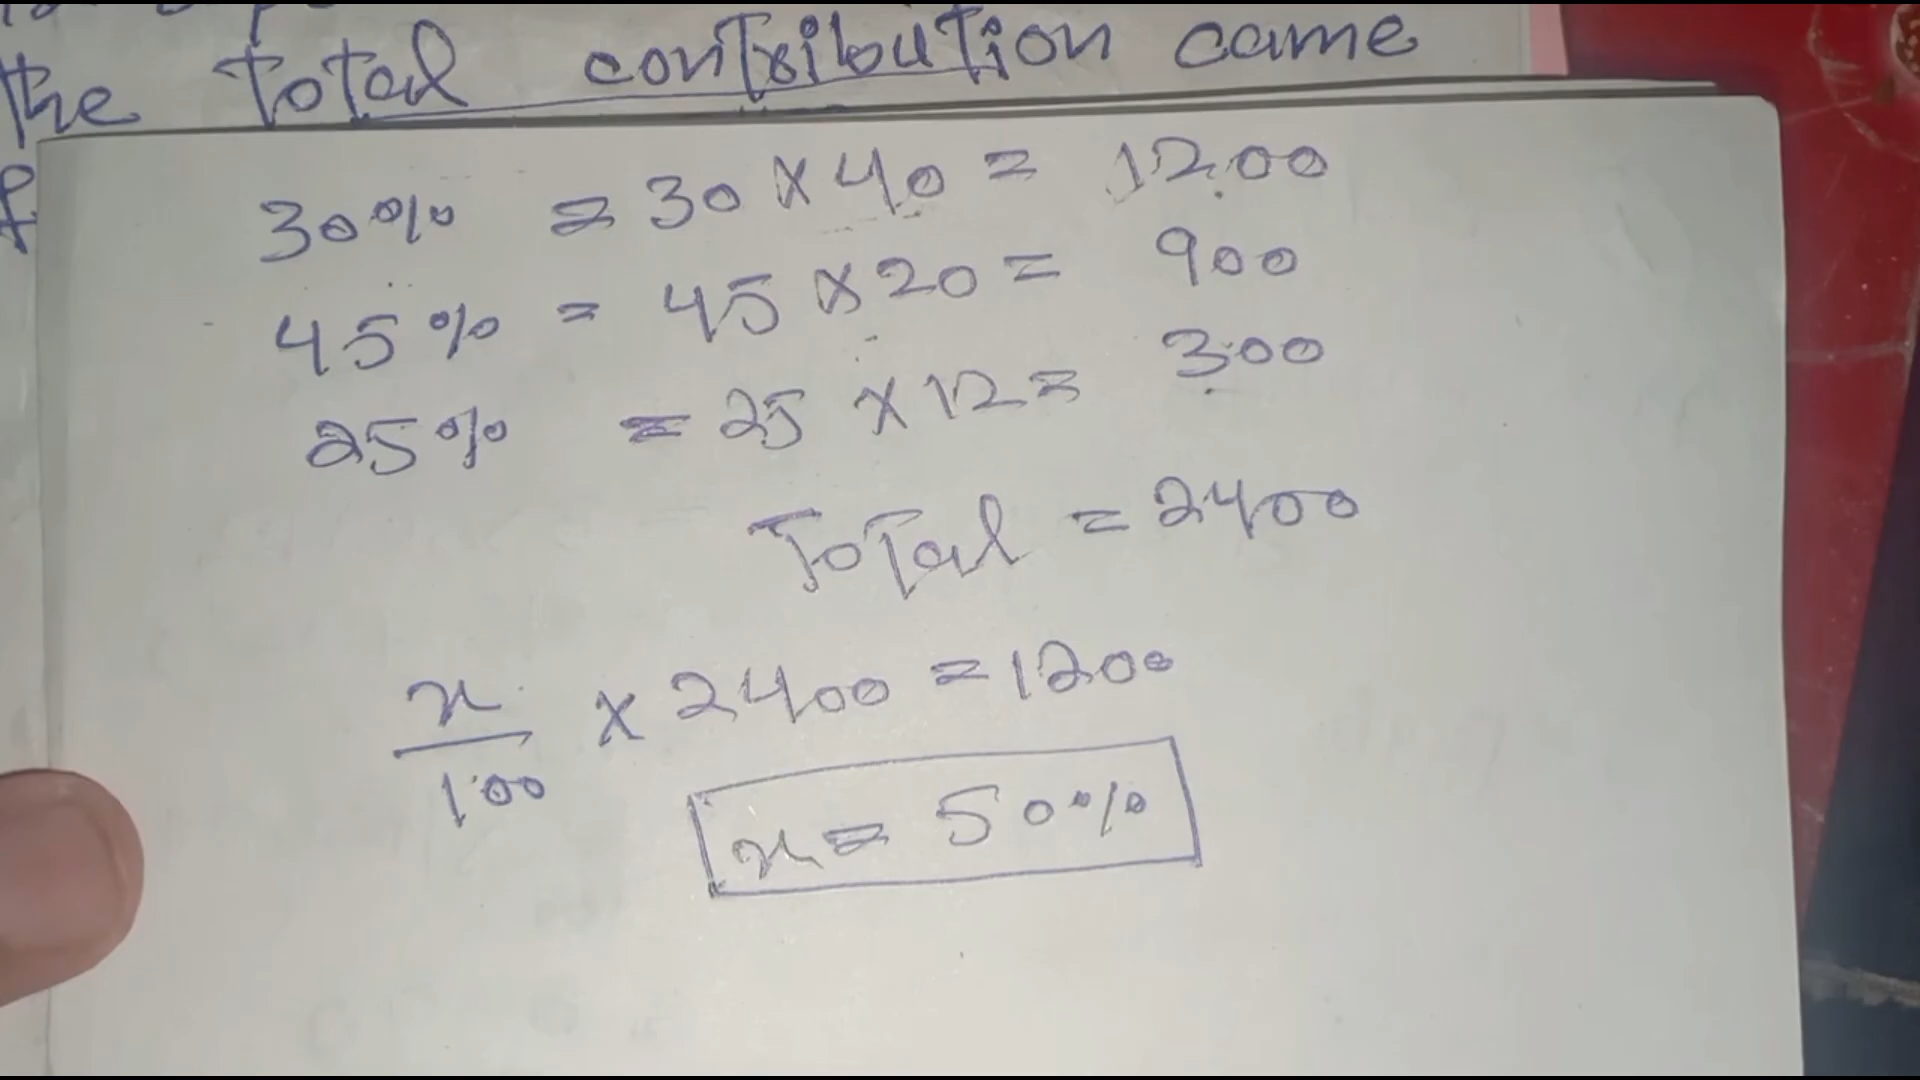 the total contribution came
f
30% = 30 x 40 = 1200
45% = 45 x 20 = 900
25% = 25 x 12 = 300
Total = 2400
x/100 x 2400 = 1200
x = 50%